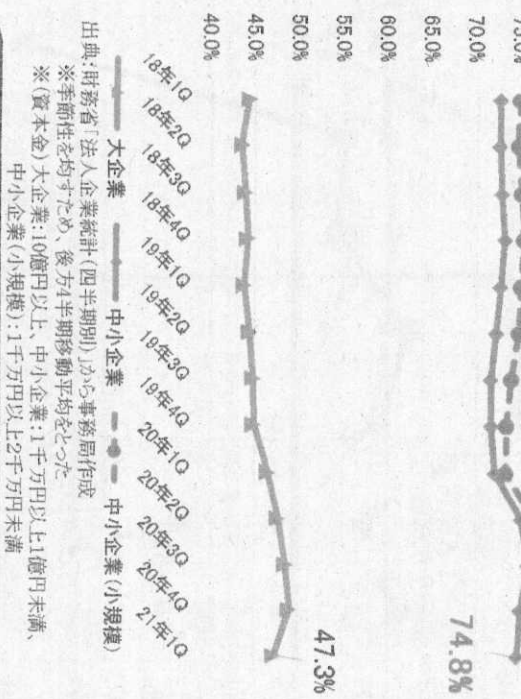 75.0%
70.0%
65.0%
60.0%
55.0%
50.0%
45.0%
40.0%
74.8%
47.3%
18年1Q
18年2Q
18年3Q
18年4Q
19年1Q
19年2Q
19年3Q
19年4Q
20年1Q
20年2Q
20年3Q
20年4Q
21年1Q
大企業 中小企業 中小企業(小規模)
出典:財務省「法人企業統計(四半期別)」から事務局作成
※季節性を均すため、後方4半期移動平均をとった
※(資本金)大企業:10億円以上、中小企業:1千万円以上1億円未満、
中小企業(小規模):1千万円以上2千万円未満